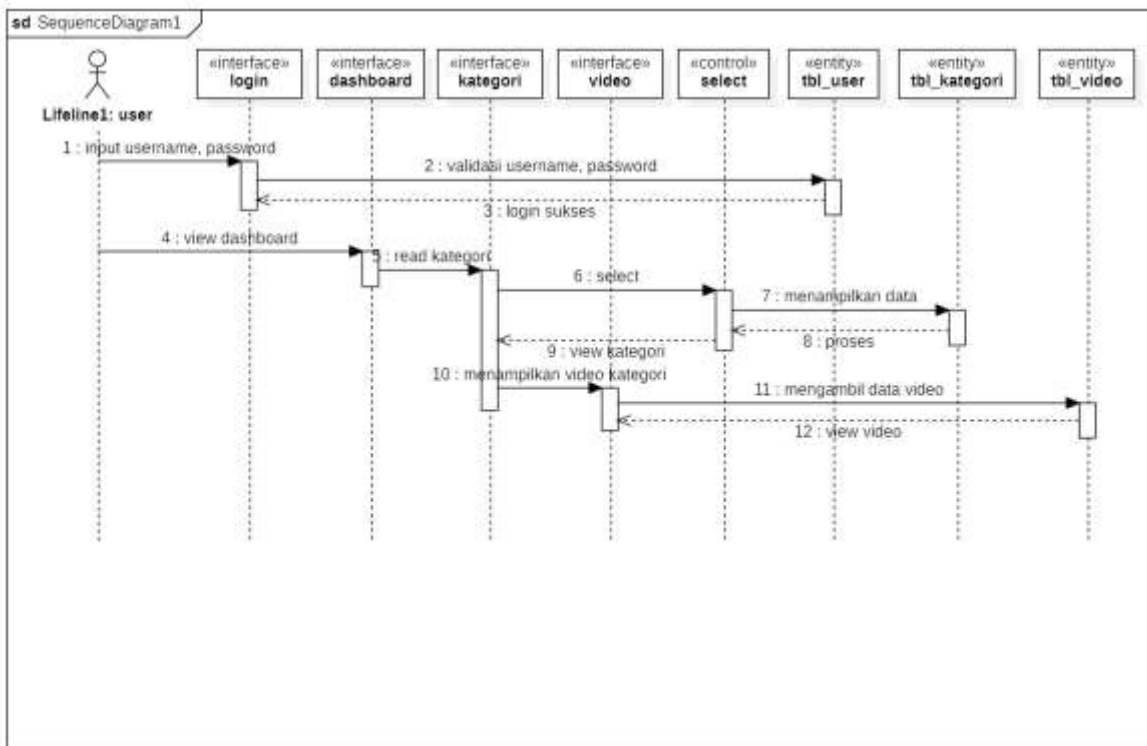 sd SequenceDiagram1
«interface»
login
«interface»
dashboard
«interface»
kategori
«interface»
video
«control»
select
«entity»
tbl_user
«entity»
tbl_kategori
«entity»
tbl_video
Lifeline1: user
1 : input username, password
2 : validasi username, password
3 : login sukses
4 : view dashboard
5 : read kategori
6 : select
7 : menampilkan data
8 : proses
9 : view kategori
10 : menampilkan video kategori
11 : mengambil data video
12 : view video